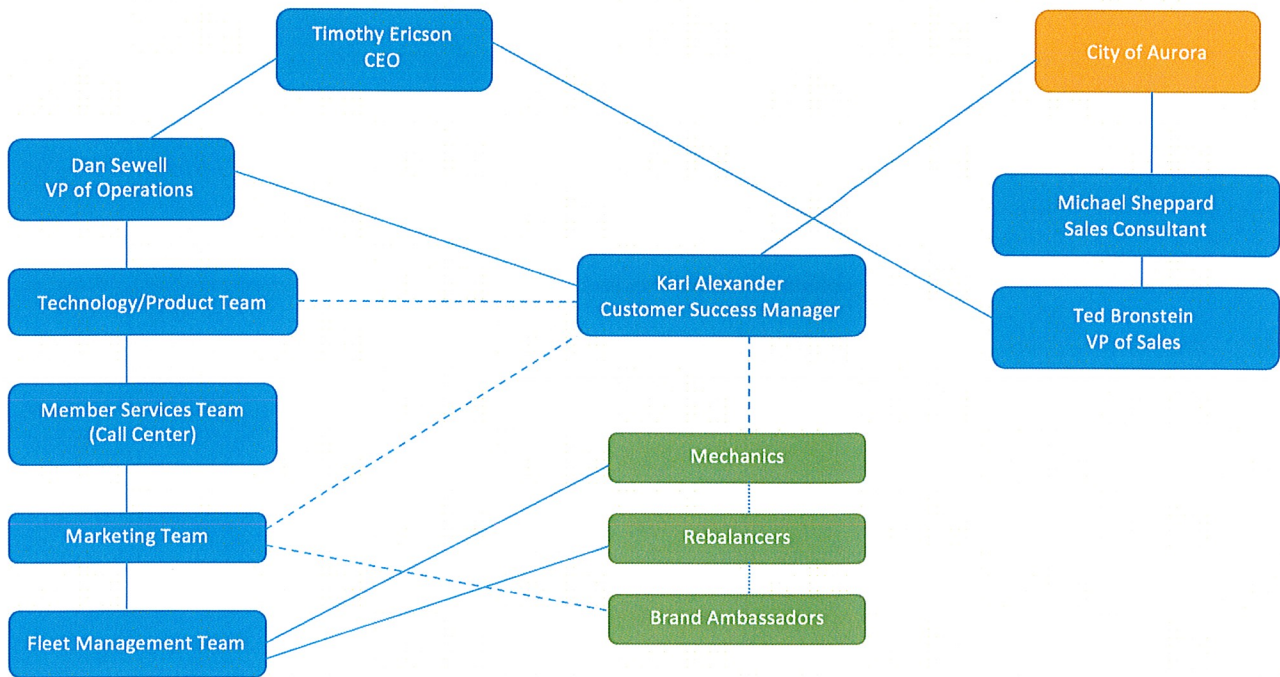 Timothy Ericson
CEO
City of Aurora
Dan Sewell
VP of Operations
Michael Sheppard
Sales Consultant
Karl Alexander
Customer Success Manager
Technology/Product Team
Ted Bronstein
VP of Sales
Member Services Team
(Call Center)
Mechanics
Marketing Team
Rebalancers
Brand Ambassadors
Fleet Management Team